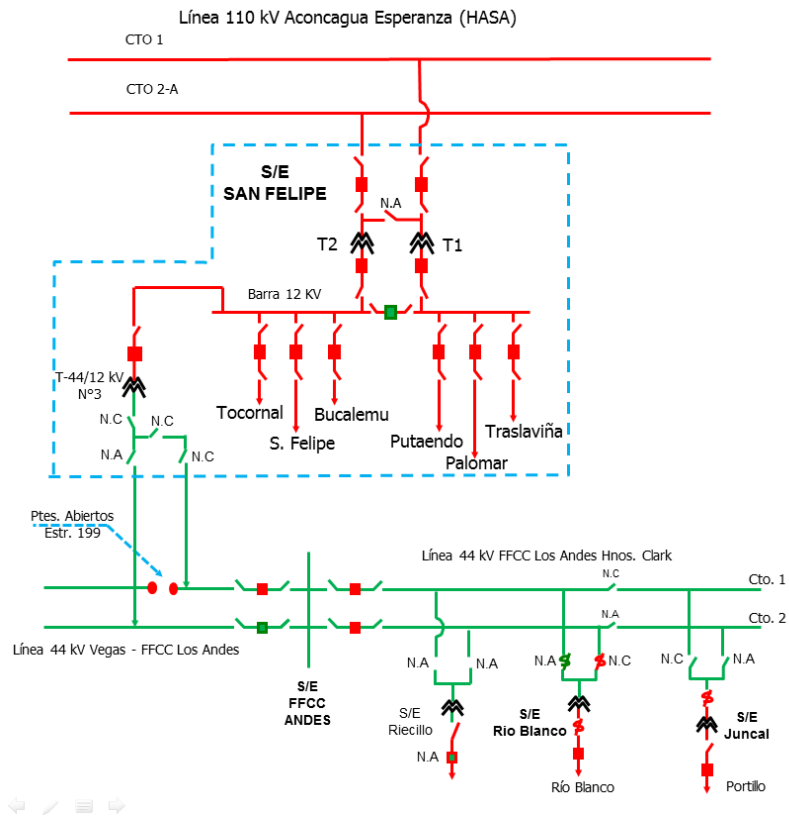 Línea 110 kV Aconcagua Esperanza (HASA)
CTO 1
CTO 2-A
S/E
SAN FELIPE
N.A
T2
T1
Barra 12 KV
T-44/12 kV
Nº3
Tocornal
Bucalemu
S. Felipe
Putaendo
Traslaviña
Palomar
N.C
N.C
N.A
N.C
Ptes. Abiertos
Estr. 199
Línea 44 kV FFCC Los Andes Hnos. Clark
N.C
Cto. 1
N.A
Cto. 2
Línea 44 kV Vegas - FFCC Los Andes
N.A
N.A
N.A
N.C
N.C
N.A
S/E
FFCC
ANDES
S/E
Riecillo
S/E
Rio Blanco
S/E
Juncal
N.A
Río Blanco
Portillo